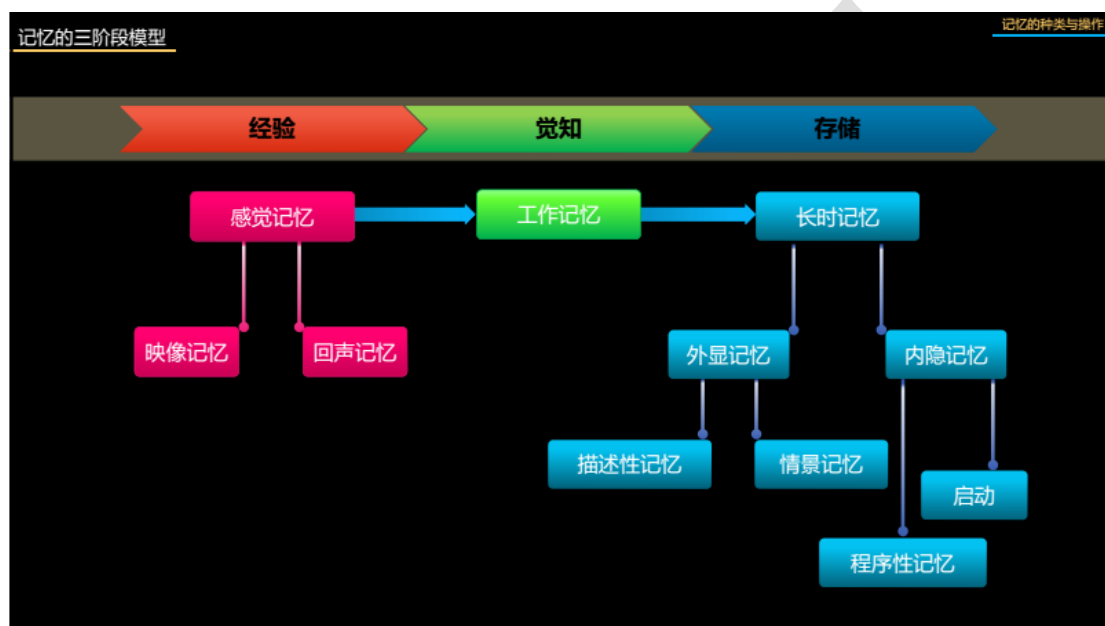 记忆的种类与操作
记忆的三阶段模型
经验
觉知
存储
感觉记忆
工作记忆
长时记忆
映像记忆
回声记忆
外显记忆
内隐记忆
描述性记忆
情景记忆
启动
程序性记忆